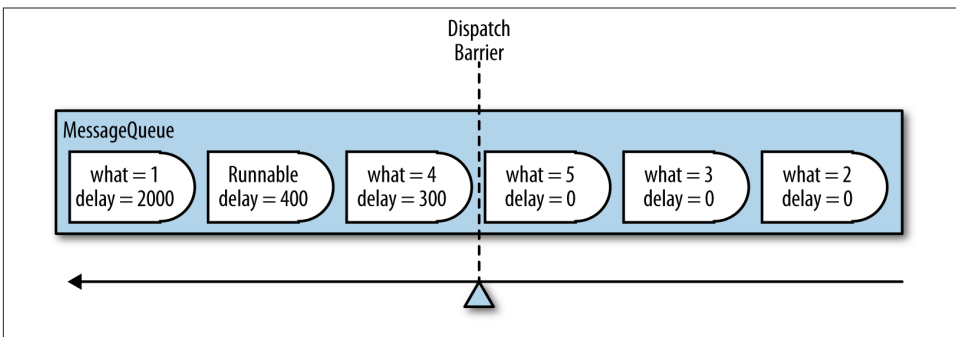 Dispatch
Barrier
MessageQueue
what = 1
delay = 2000
Runnable
delay = 400
what = 4
delay = 300
what = 5
delay = 0
what = 3
delay = 0
what = 2
delay = 0